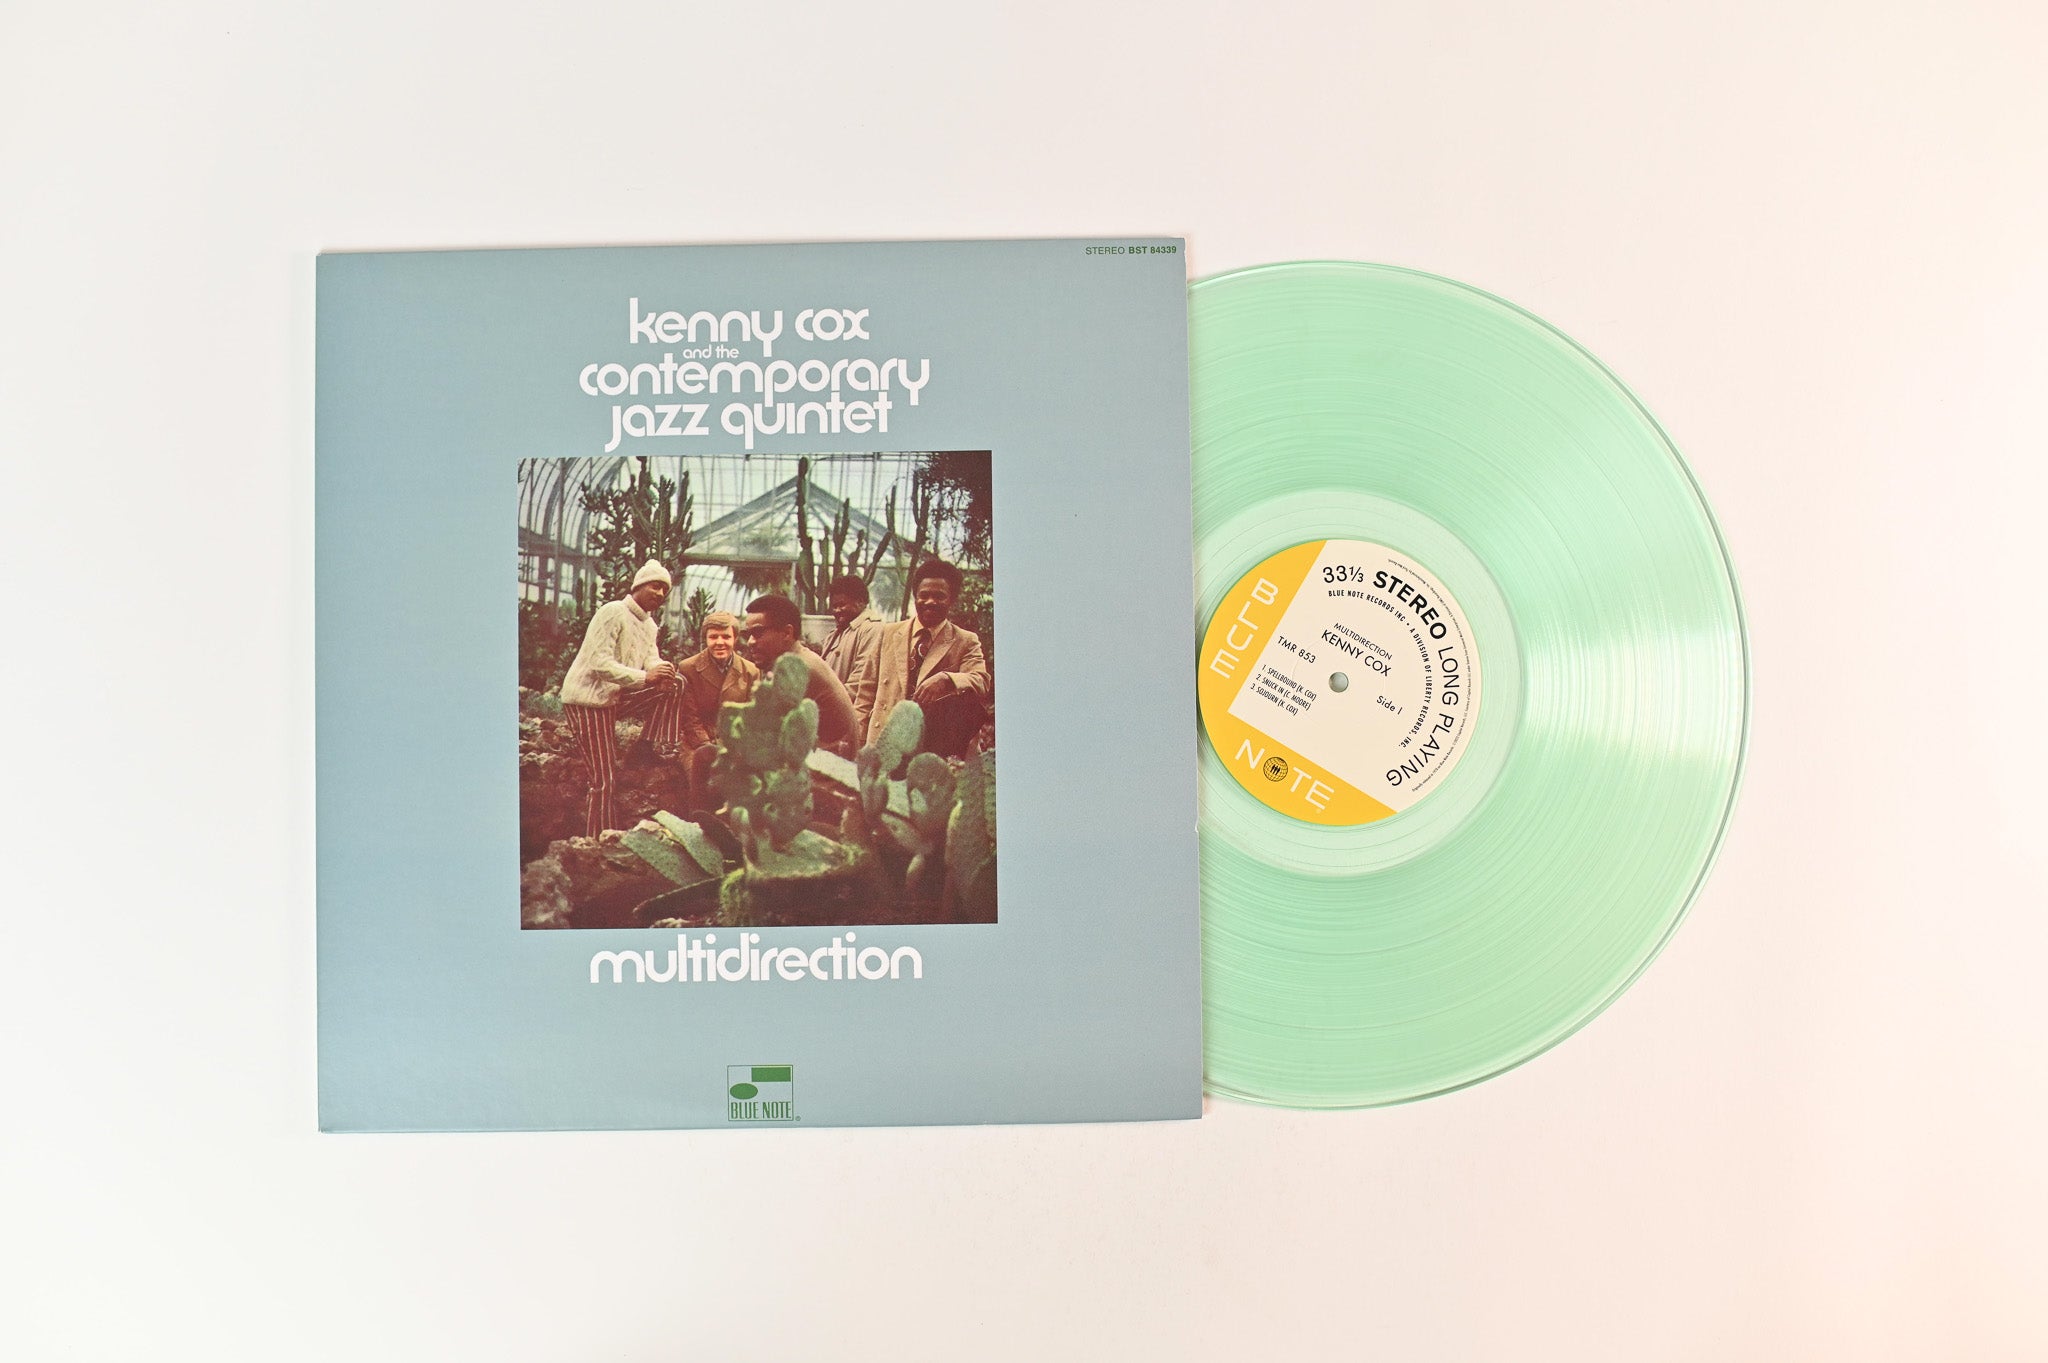 STEREO BST 84339
kenny cox
and the
contemporary
jazz quintet
multidirection
BLUE NOTE
®
BLUE NOTE
33 1/3 STEREO LONG PLAYING
BLUE NOTE RECORDS INC • A DIVISION OF LIBERTY RECORDS, INC.
MULTIDIRECTION
KENNY COX
TMR 853
Side 1
1. SPELLBOUND (K. COX)
2. SNUCK IN (C. MOORE)
3. SOJOURN (K. COX)